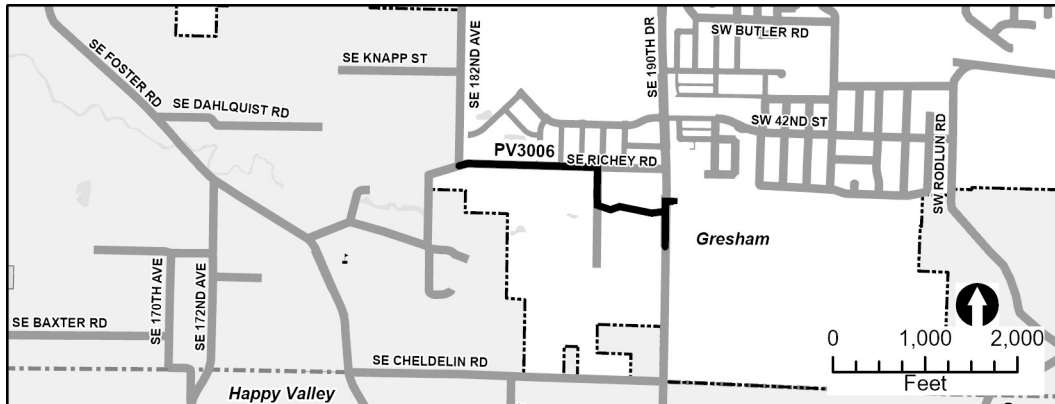 SW BUTLER RD
SE KNAPP ST
SE 182ND AVE
SE 190TH DR
SE FOSTER RD
SE DAHLQUIST RD
SW 42ND ST
PV3006
SE RICHEY RD
SW RODLUN RD
Gresham
SE 170TH AVE
SE 172ND AVE
SE BAXTER RD
0 1,000 2,000
Feet
SE CHELDELIN RD
Happy Valley